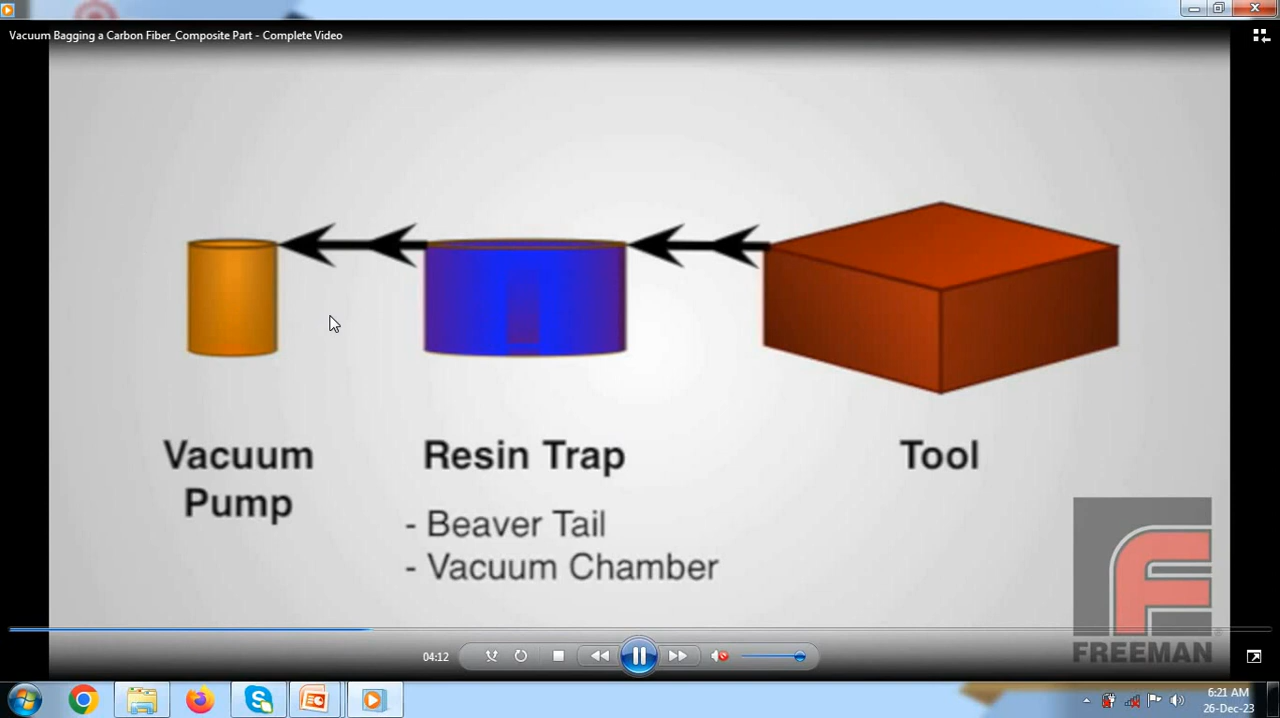 Vacuum Bagging a Carbon Fiber_Composite Part - Complete Video
Vacuum
Pump
Resin Trap
- Beaver Tail
- Vacuum Chamber
Tool
F
FREEMAN
04:12
6:21 AM
26-Dec-23